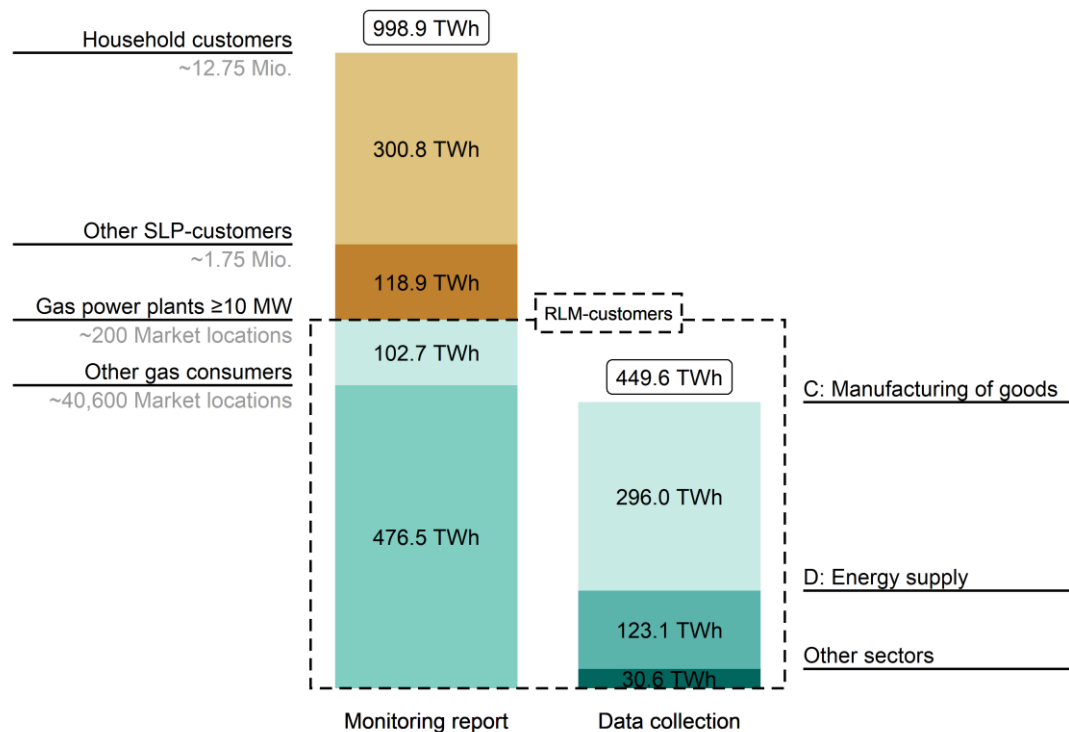 998.9 TWh
Household customers
~12.75 Mio.
300.8 TWh
Other SLP-customers
~1.75 Mio.
118.9 TWh
Gas power plants ≥10 MW
~200 Market locations
RLM-customers
102.7 TWh
Other gas consumers
~40,600 Market locations
449.6 TWh
C: Manufacturing of goods
296.0 TWh
476.5 TWh
D: Energy supply
123.1 TWh
Other sectors
30.6 TWh
Monitoring report
Data collection